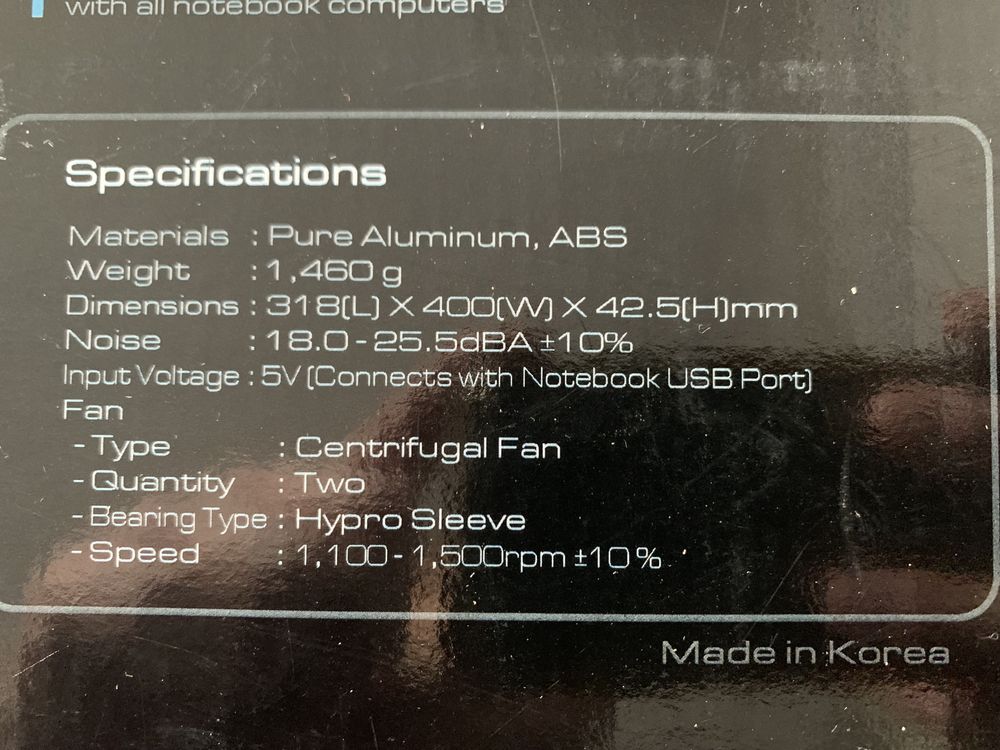 with all notebook computers
Specifications
Materials : Pure Aluminum, ABS
Weight : 1,460 g
Dimensions : 318(L) X 400(W) X 42.5(H)mm
Noise : 18.0 - 25.5dBA ±10%
Input Voltage : 5V (Connects with Notebook USB Port)
Fan
- Type : Centrifugal Fan
- Quantity : Two
- Bearing Type : Hypro Sleeve
- Speed : 1,100 - 1,500rpm ±10%
Made in Korea